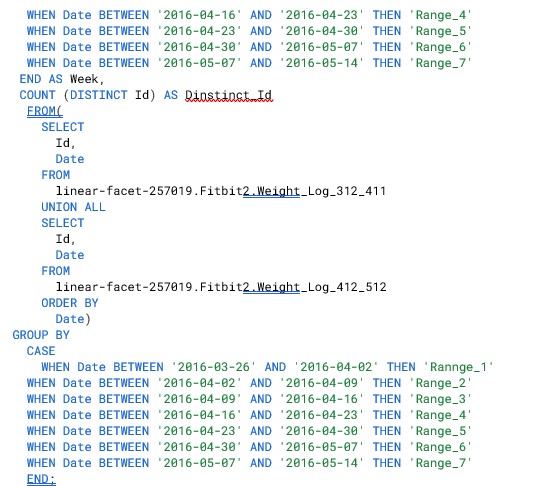 WHEN Date BETWEEN '2016-04-16' AND '2016-04-23' THEN 'Range_4'
WHEN Date BETWEEN '2016-04-23' AND '2016-04-30' THEN 'Range_5'
WHEN Date BETWEEN '2016-04-30' AND '2016-05-07' THEN 'Range_6'
WHEN Date BETWEEN '2016-05-07' AND '2016-05-14' THEN 'Range_7'
END AS Week,
COUNT (DISTINCT Id) AS Dinstinct_Id
FROM(
SELECT
Id,
Date
FROM
linear-facet-257019.Fitbit2.Weight_Log_312_411
UNION ALL
SELECT
Id,
Date
FROM
linear-facet-257019.Fitbit2.Weight_Log_412_512
ORDER BY
Date)
GROUP BY
CASE
WHEN Date BETWEEN '2016-03-26' AND '2016-04-02' THEN 'Rannge_1'
WHEN Date BETWEEN '2016-04-02' AND '2016-04-09' THEN 'Range_2'
WHEN Date BETWEEN '2016-04-09' AND '2016-04-16' THEN 'Range_3'
WHEN Date BETWEEN '2016-04-16' AND '2016-04-23' THEN 'Range_4'
WHEN Date BETWEEN '2016-04-23' AND '2016-04-30' THEN 'Range_5'
WHEN Date BETWEEN '2016-04-30' AND '2016-05-07' THEN 'Range_6'
WHEN Date BETWEEN '2016-05-07' AND '2016-05-14' THEN 'Range_7'
END;